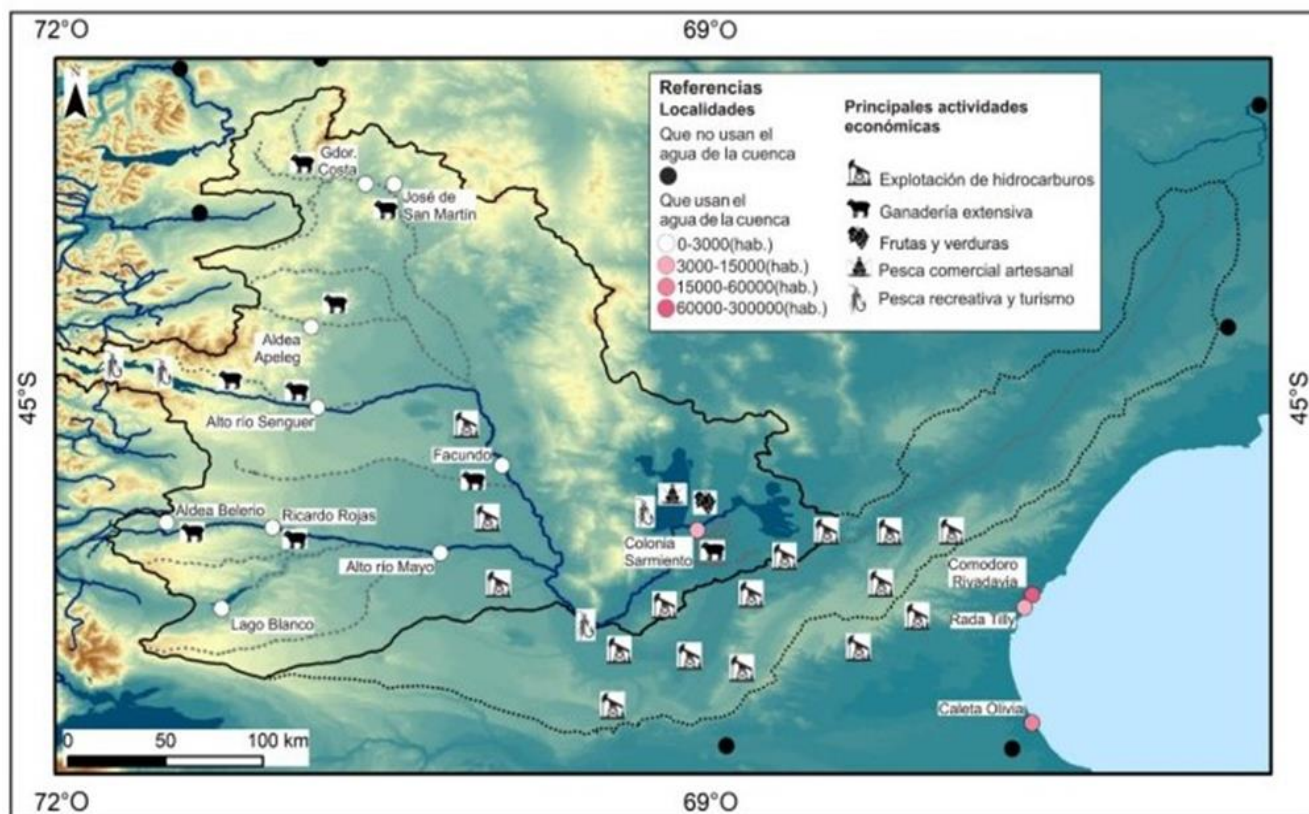 72°O
69°O
N
Referencias
Localidades
Que no usan el
agua de la cuenca
Que usan el
agua de la cuenca
0-3000(hab.)
3000-15000(hab.)
15000-60000(hab.)
60000-300000(hab.)
Principales actividades
económicas
Explotación de hidrocarburos
Ganadería extensiva
Frutas y verduras
Pesca comercial artesanal
Pesca recreativa y turismo
Gdor.
Costa
José de
San Martín
Aldea
Apeleg
45°S
45°S
Alto río Senguer
Facundo
Aldea Belerio
Ricardo Rojas
Colonia
Sarmiento
Alto río Mayo
Comodoro
Rivadavia
Lago Blanco
Rada Tilly
Caleta Olivia
0
50
100 km
72°O
69°O